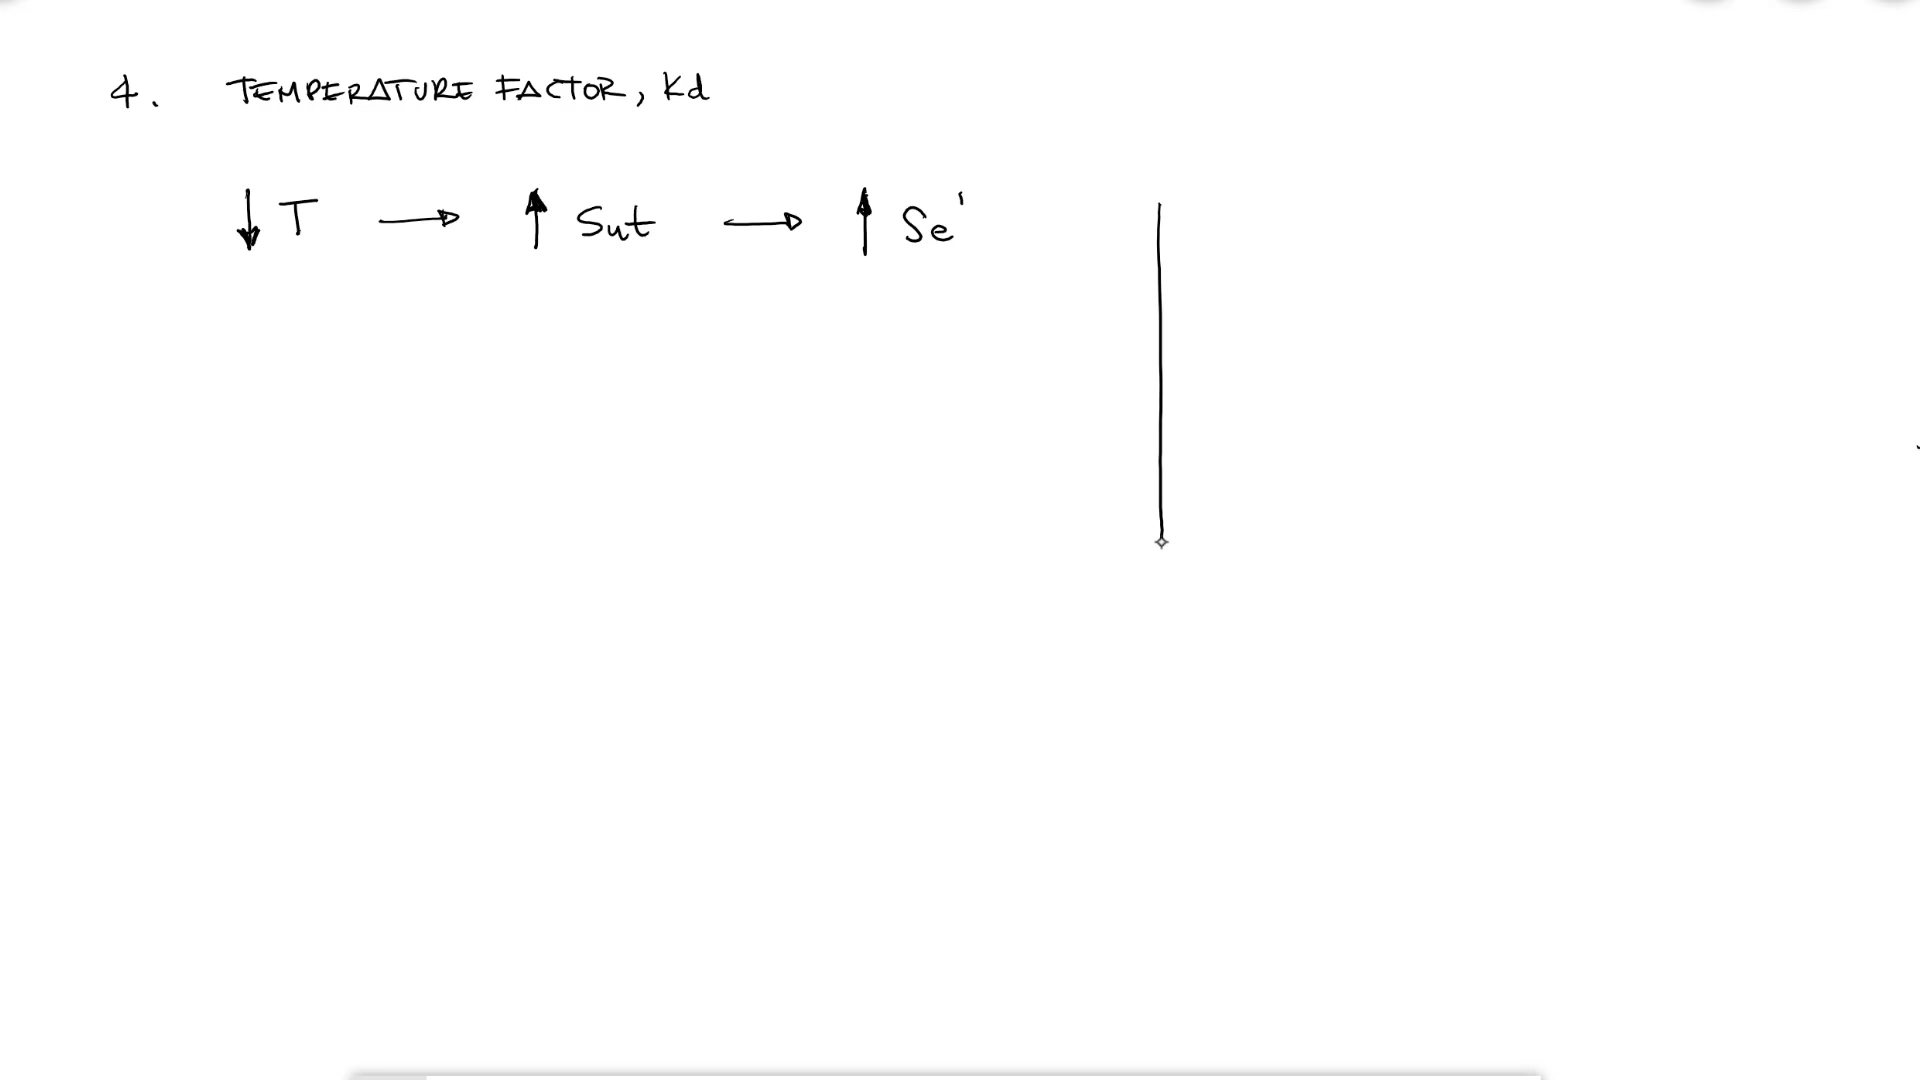 4. TEMPERATURE FACTOR, Kd
↓ T → ↑ Sut → ↑ Se'